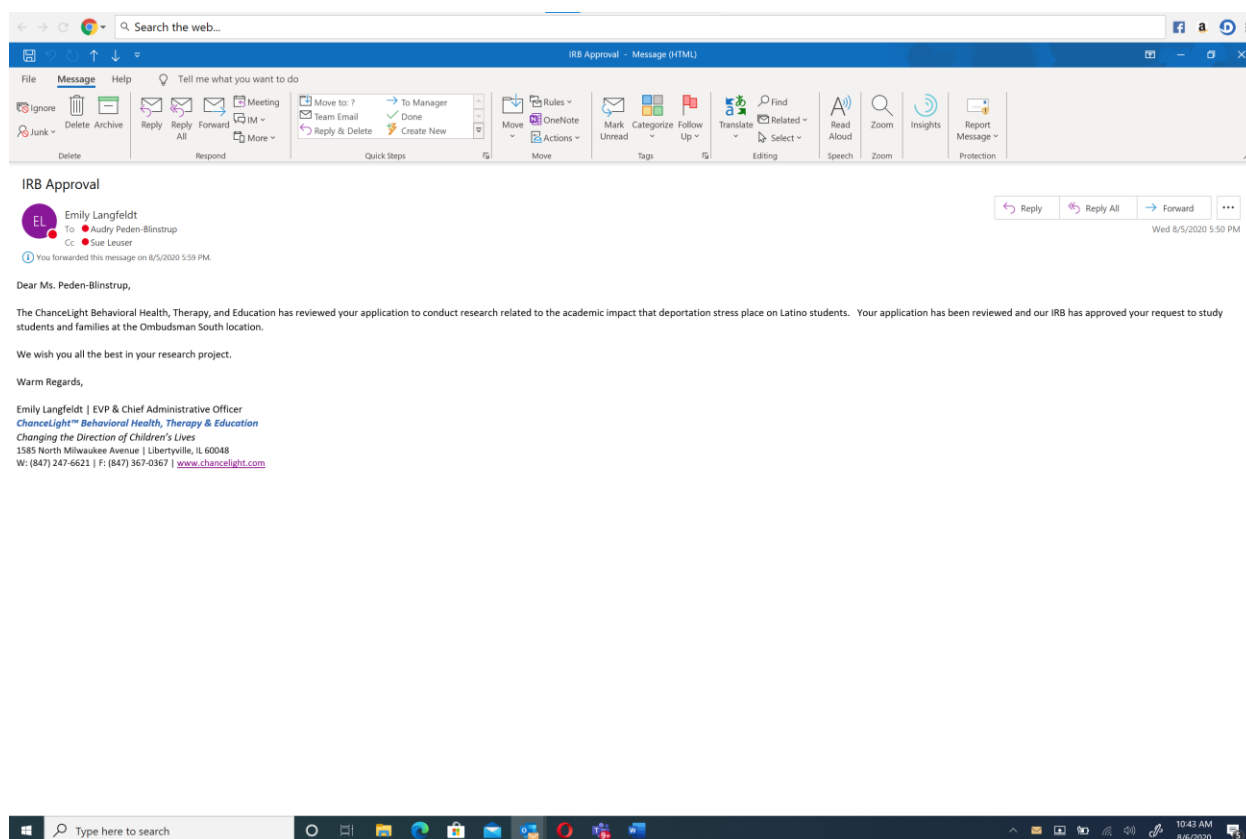 Search the web...
IRB Approval - Message (HTML)
File Message Help Tell me what you want to do
Ignore
Junk
Delete Archive
Reply Reply All Forward
Meeting
IM
More
Move to: ?
Team Email
Reply & Delete
To Manager
Done
Create New
Move
Rules
OneNote
Actions
Mark Unread
Categorize
Follow Up
Translate
Find
Related
Select
Read Aloud
Zoom
Insights
Report Message
Delete Respond Quick Steps Move Tags Editing Speech Zoom Protection
IRB Approval
EL
Emily Langfeldt
To Audry Peden-Blinstrup
Cc Sue Leuser
Reply Reply All Forward
Wed 8/5/2020 5:50 PM
You forwarded this message on 8/5/2020 5:59 PM.
Dear Ms. Peden-Blinstrup,
The ChanceLight Behavioral Health, Therapy, and Education has reviewed your application to conduct research related to the academic impact that deportation stress place on Latino students. Your application has been reviewed and our IRB has approved your request to study
students and families at the Ombudsman South location.
We wish you all the best in your research project.
Warm Regards,
Emily Langfeldt | EVP & Chief Administrative Officer
ChanceLight™ Behavioral Health, Therapy & Education
Changing the Direction of Children's Lives
1585 North Milwaukee Avenue | Libertyville, IL 60048
W: (847) 247-6621 | F: (847) 367-0367 | www.chancelight.com
Type here to search
10:43 AM
8/6/2020